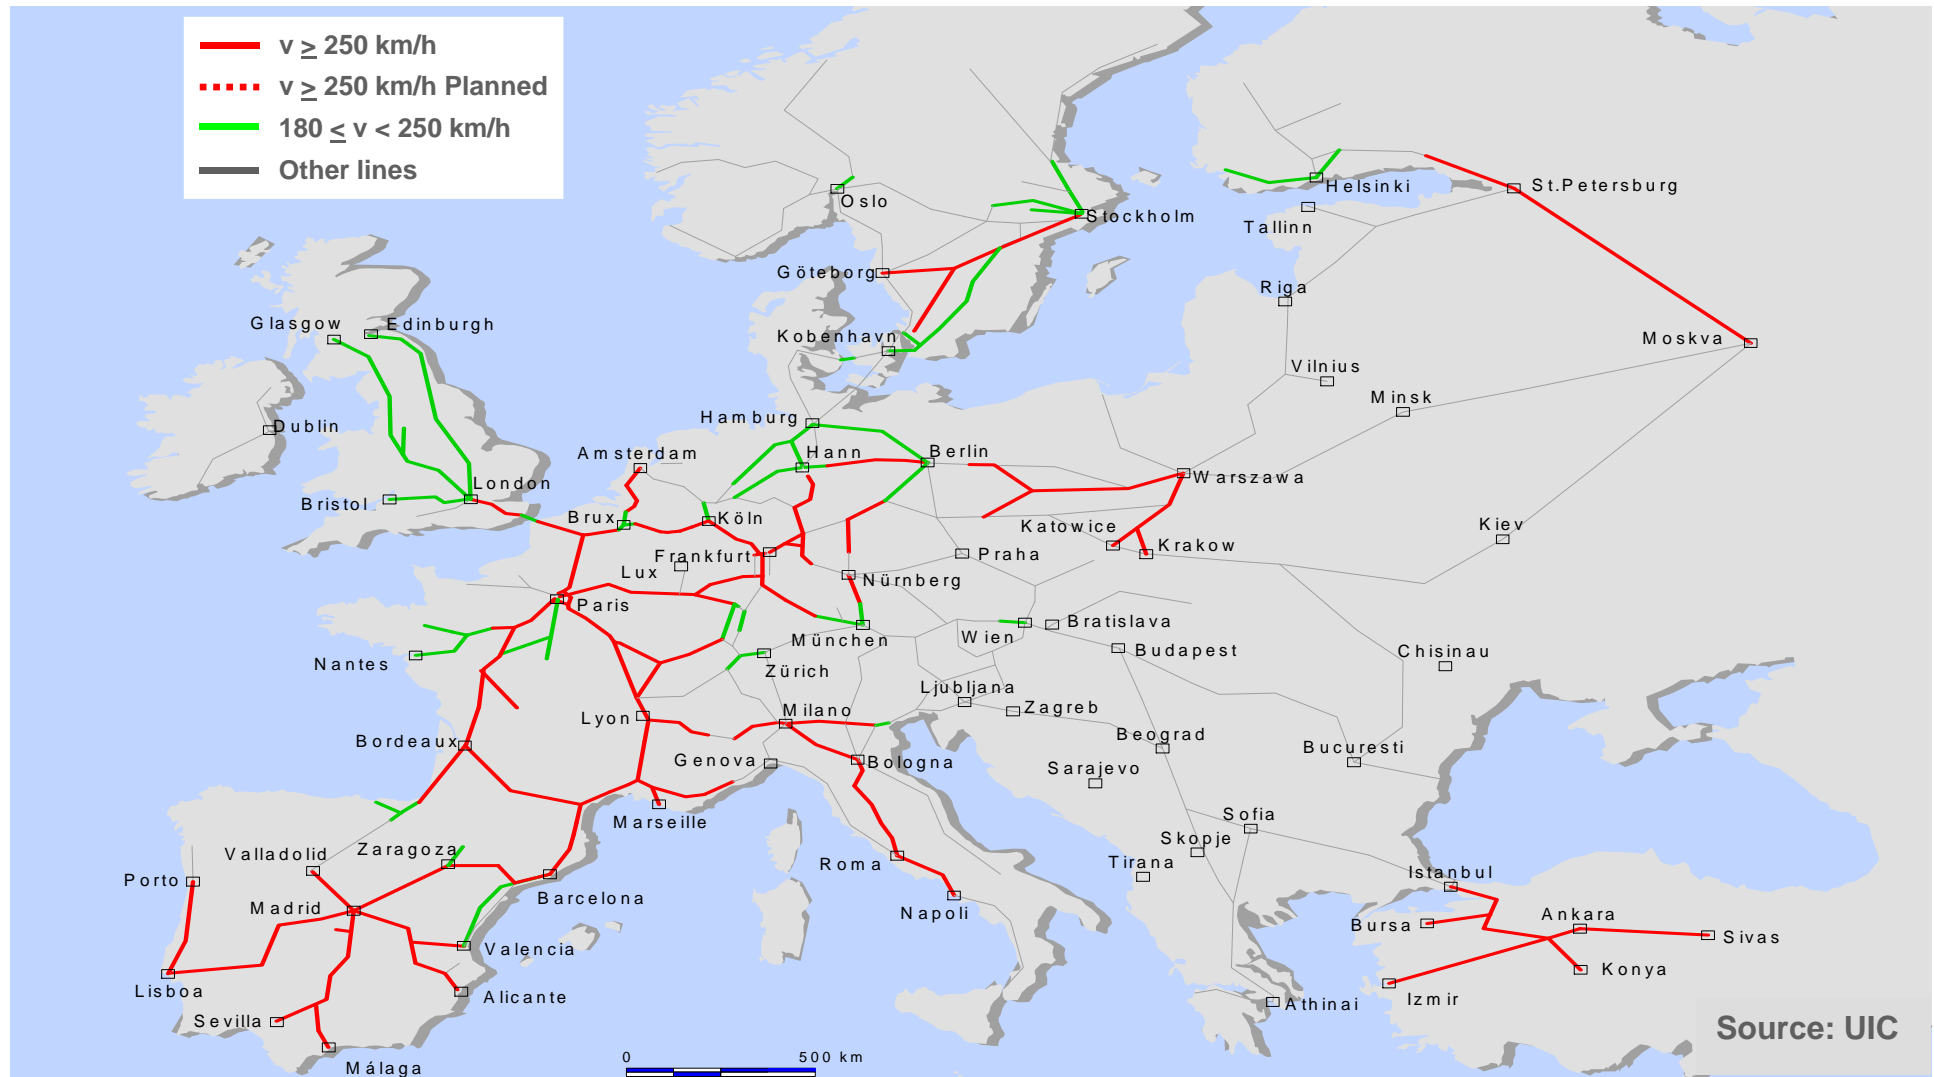 v ≥ 250 km/h
v ≥ 250 km/h Planned
180 ≤ v < 250 km/h
Other lines
Oslo
Stockholm
Helsinki
St.Petersburg
Tallinn
Göteborg
Riga
Glasgow
Edinburgh
Kobenhavn
Moskva
Vilnius
Minsk
Dublin
Hamburg
Amsterdam
Hann
Berlin
Warszawa
London
Bristol
Brux
Köln
Katowice
Krakow
Kiev
Frankfurt
Praha
Lux
Nürnberg
Paris
München
Wien
Bratislava
Budapest
Chisinau
Nantes
Zürich
Ljubljana
Zagreb
Lyon
Milano
Bordeaux
Genova
Bologna
Beograd
Bucuresti
Sarajevo
Marseille
Sofia
Skopje
Tirana
Valladolid
Zaragoza
Roma
Istanbul
Porto
Madrid
Barcelona
Napoli
Bursa
Ankara
Sivas
Valencia
Konya
Lisboa
Alicante
Izmir
Athinai
Sevilla
Málaga
0
500 km
Source: UIC